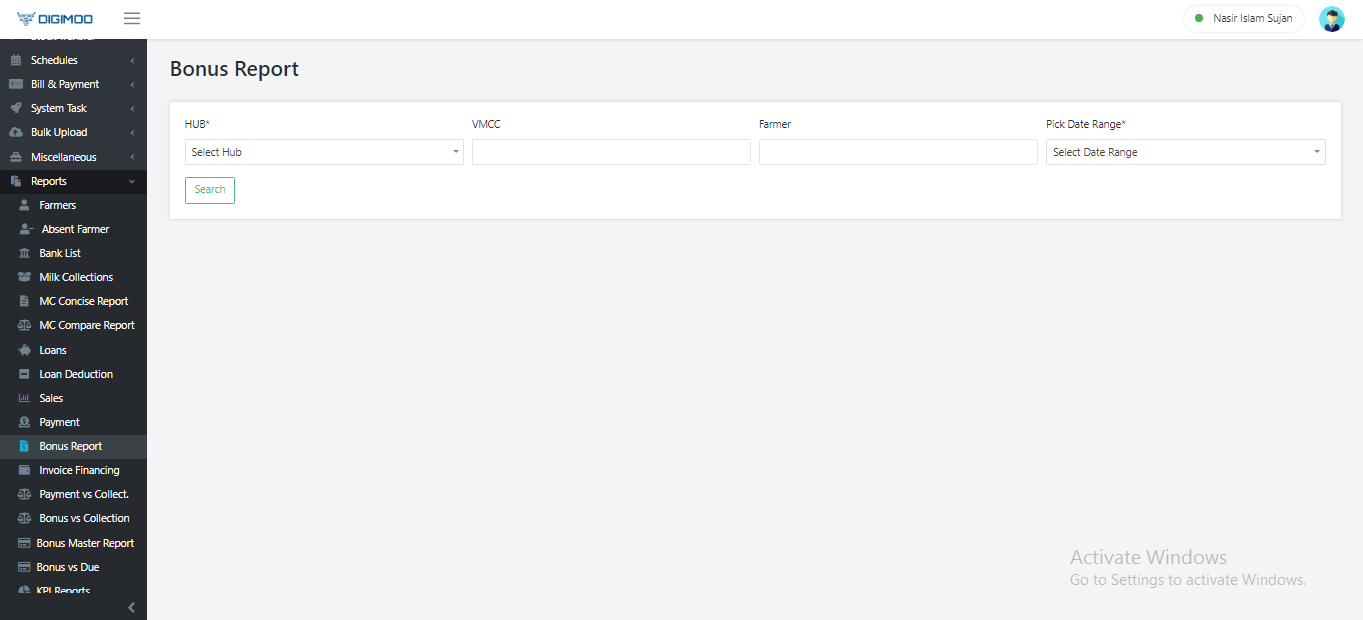 DIGIMOO
Nasir Islam Sujan
Stock Transfer
Schedules
Bill & Payment
System Task
Bulk Upload
Miscellaneous
Reports
Farmers
Absent Farmer
Bank List
Milk Collections
MC Concise Report
MC Compare Report
Loans
Loan Deduction
Sales
Payment
Bonus Report
Invoice Financing
Payment vs Collect.
Bonus vs Collection
Bonus Master Report
Bonus vs Due
KPI Reports
Bonus Report
HUB*
VMCC
Farmer
Pick Date Range*
Select Hub
Select Date Range
Search
Activate Windows
Go to Settings to activate Windows.